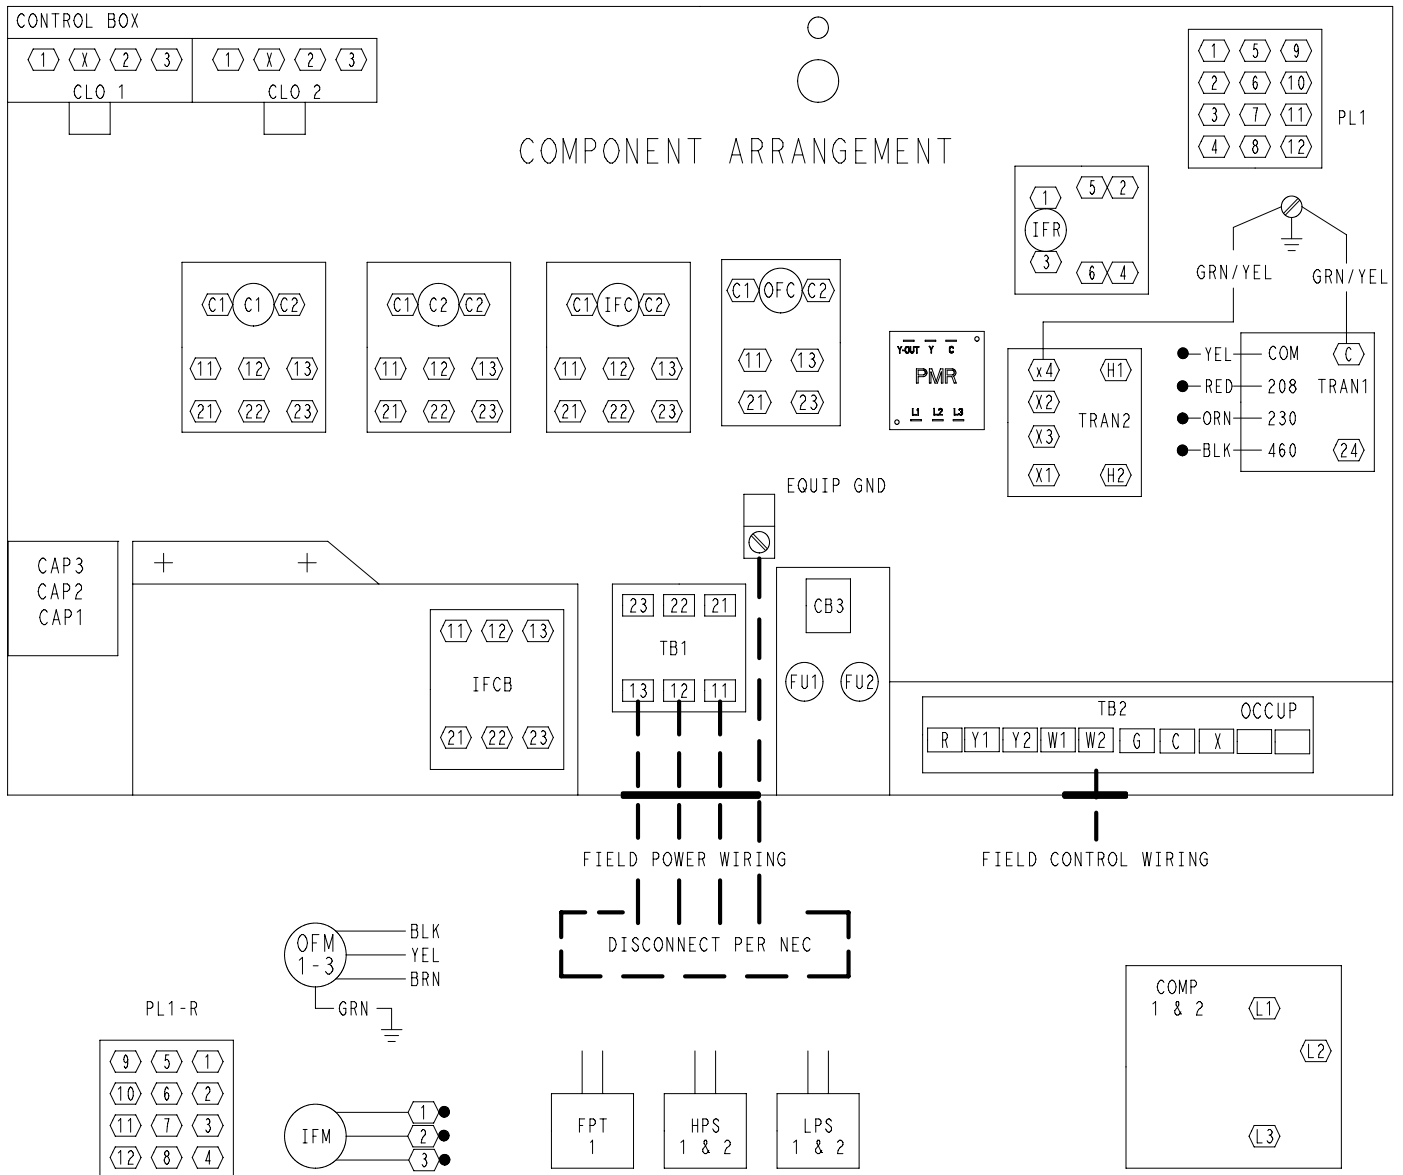 CONTROL BOX
1 X 2 3 1 X 2 3
CLO 1 CLO 2
COMPONENT ARRANGEMENT
1 5 9
2 6 10
3 7 11
4 8 12
PL1
1 5 2
IFR
3 6 4
GRN/YEL GRN/YEL
C1 C1 C2
11 12 13
21 22 23
C1 C2 C2
11 12 13
21 22 23
C1 IFC C2
11 12 13
21 22 23
C1 OFC C2
11 13
21 23
Y-OUT Y C
PMR
L1 L2 L3
x4 H1
X2
TRAN2
X3
X1 H2
YEL COM C
RED 208 TRAN1
ORN 230
BLK 460 24
EQUIP GND
CAP3
CAP2
CAP1
11 12 13
IFCB
21 22 23
23 22 21
TB1
13 12 11
CB3
FU1 FU2
TB2 OCCUP
R Y1 Y2 W1 W2 G C X
FIELD POWER WIRING
FIELD CONTROL WIRING
DISCONNECT PER NEC
OFM
1-3
BLK
YEL
BRN
GRN
PL1-R
9 5 1
10 6 2
11 7 3
12 8 4
IFM
1
2
3
FPT
1
HPS
1 & 2
LPS
1 & 2
COMP
1 & 2
L1
L2
L3